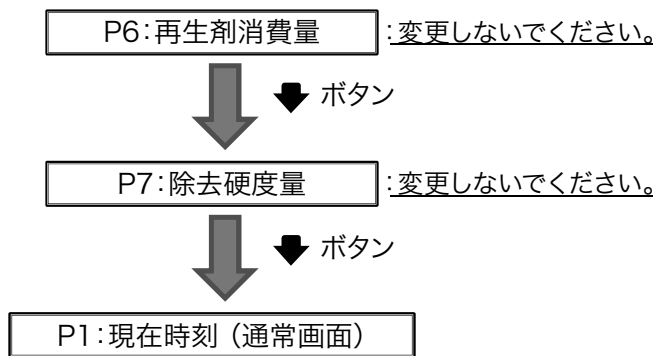 P6：再生剤消費量 ：変更しないでください。
ボタン
P7：除去硬度量 ：変更しないでください。
ボタン
P1：現在時刻（通常画面）